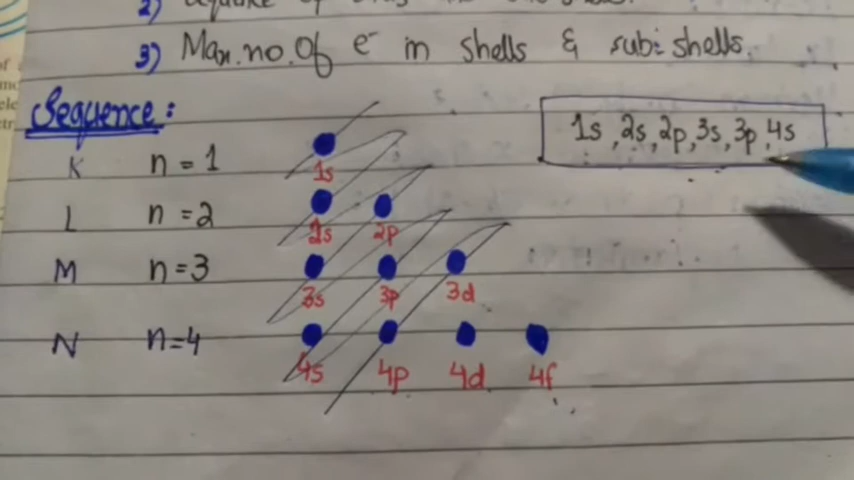 2)
3) Max.no.Of e⁻ in shells & sub:shells.
Sequence:
1s, 2s, 2p, 3s, 3p, 4s
K n = 1
1s
L n = 2
2s 2p
M n=3
3s 3p 3d
N n=4
4s 4p 4d 4f